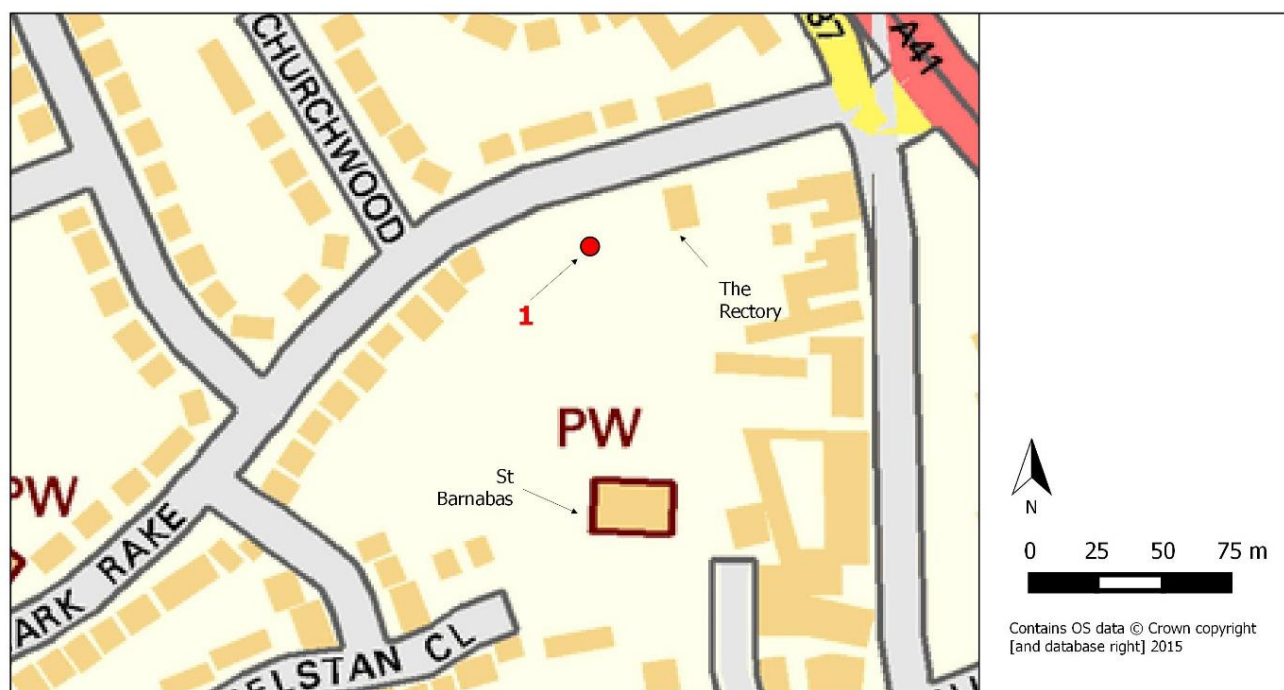 CHURCHWOOD
37
A41
1
The
Rectory
PW
St
Barnabas
PW
ARK RAKE
ELSTAN CL
N
0 25 50 75 m
Contains OS data © Crown copyright
[and database right] 2015